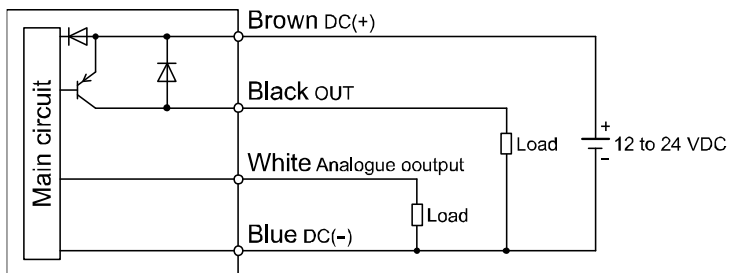 Main circuit
Brown DC(+)
Black OUT
White Analogue ooutput
Blue DC(−)
Load
Load
+
12 to 24 VDC
−